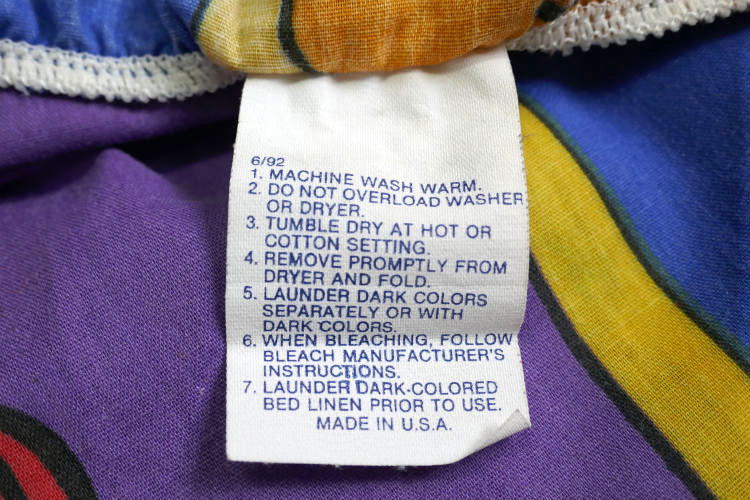 6/92
1. MACHINE WASH WARM.
2. DO NOT OVERLOAD WASHER
OR DRYER.
3. TUMBLE DRY AT HOT OR
COTTON SETTING.
4. REMOVE PROMPTLY FROM
DRYER AND FOLD.
5. LAUNDER DARK COLORS
SEPARATELY OR WITH
DARK COLORS.
6. WHEN BLEACHING, FOLLOW
BLEACH MANUFACTURER'S
INSTRUCTIONS.
7. LAUNDER DARK-COLORED
BED LINEN PRIOR TO USE.
MADE IN U.S.A.